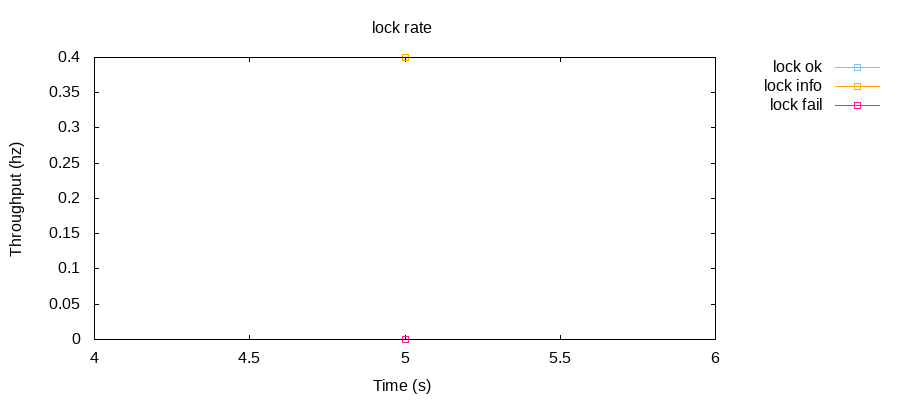 lock rate
lock ok
lock info
lock fail
Throughput (hz)
0.4
0.35
0.3
0.25
0.2
0.15
0.1
0.05
0
4 4.5 5 5.5 6
Time (s)